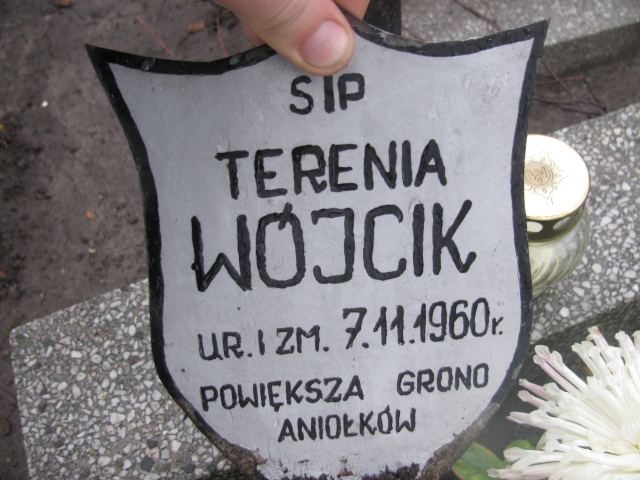 SIP
TERENIA
WÓJCIK
UR. I ZM. 7.11.1960r.
POWIĘKSZA GRONO
ANIOŁKÓW